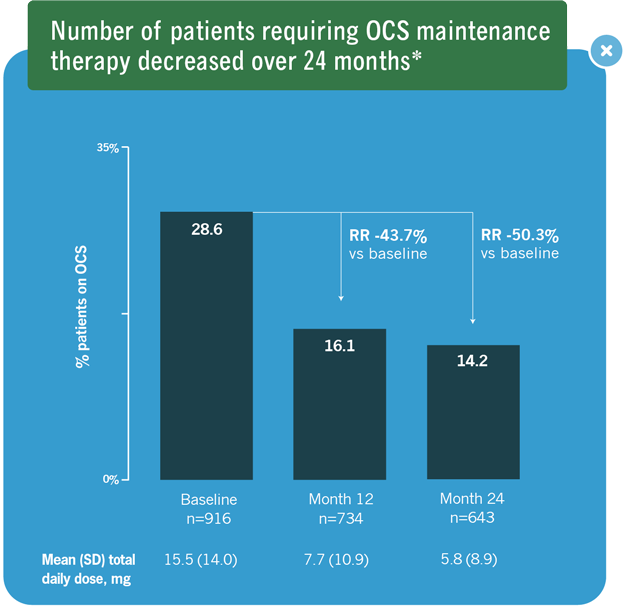 Number of patients requiring OCS maintenance
therapy decreased over 24 months*
35%
0%
% patients on OCS
28.6
16.1
14.2
RR -43.7%
vs baseline
RR -50.3%
vs baseline
Baseline
n=916
Month 12
n=734
Month 24
n=643
Mean (SD) total
daily dose, mg
15.5 (14.0)
7.7 (10.9)
5.8 (8.9)